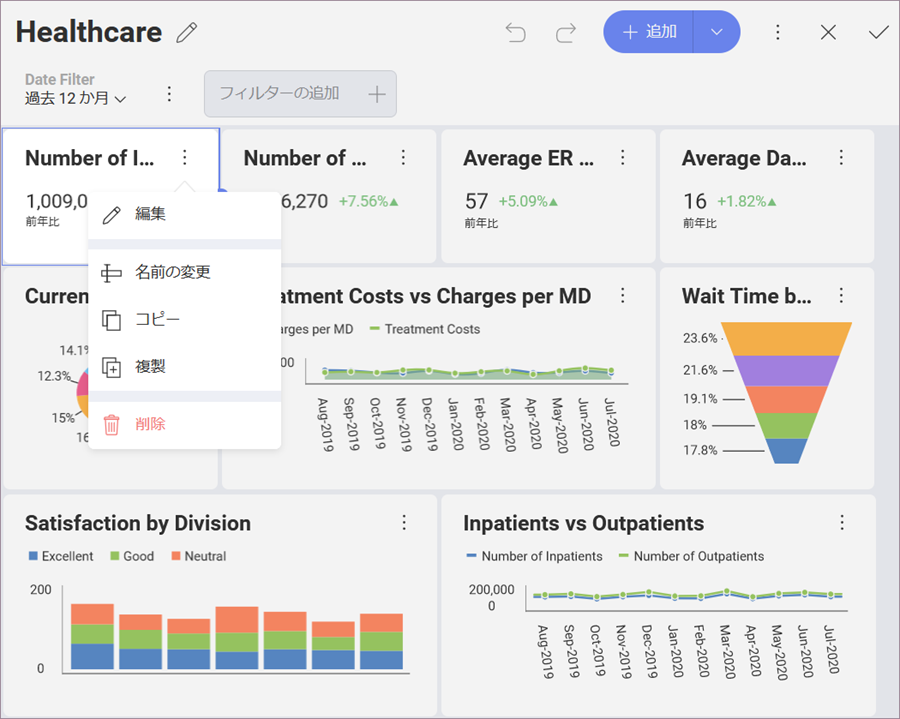 Healthcare
追加
Date Filter
過去 12 か月
フィルターの追加
Number of I...
Number of ...
Average ER ...
Average Da...
1,009,0
6,270 +7.56%▲
57 +5.09%▲
16 +1.82%▲
前年比
前年比
前年比
編集
名前の変更
コピー
複製
削除
Curren
atment Costs vs Charges per MD
Wait Time b...
arges per MD
Treatment Costs
14.1%
12.3%
15%
16
00
Aug-2019
Sep-2019
Oct-2019
Nov-2019
Dec-2019
Jan-2020
Feb-2020
Mar-2020
Apr-2020
May-2020
Jun-2020
Jul-2020
23.6%
21.6%
19.1%
18%
17.8%
Satisfaction by Division
Excellent Good Neutral
200
0
Inpatients vs Outpatients
Number of Inpatients Number of Outpatients
200,000
0
Aug-2019
Sep-2019
Oct-2019
Nov-2019
Dec-2019
Jan-2020
Feb-2020
Mar-2020
Apr-2020
May-2020
Jun-2020
Jul-2020